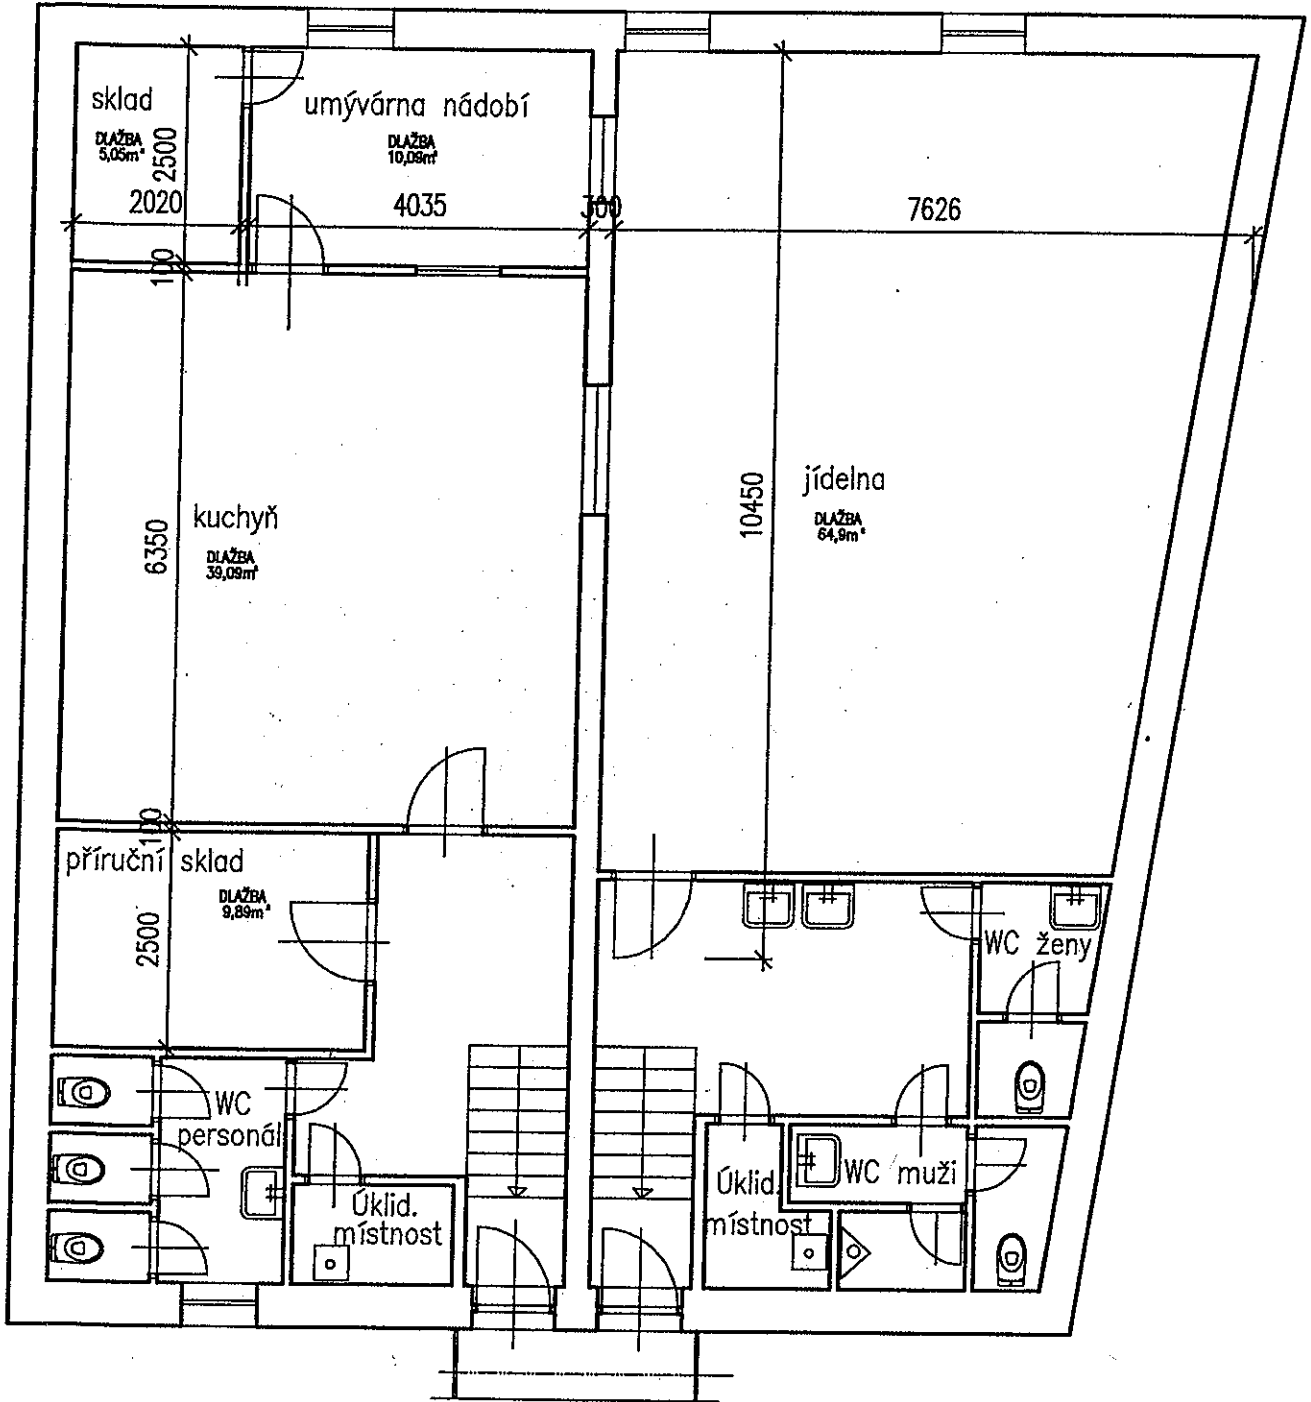 sklad
DLAŽBA
5,05m²
2500
2020
umývárna nádobí
DLAŽBA
10,09m²
4035
300
7626
100
kuchyň
DLAŽBA
39,09m²
6350
jídelna
DLAŽBA
64,9m²
10450
100
příruční sklad
DLAŽBA
9,89m²
2500
WC ženy
WC
personál
Úklid.
místnost
Úklid.
místnost
WC muži